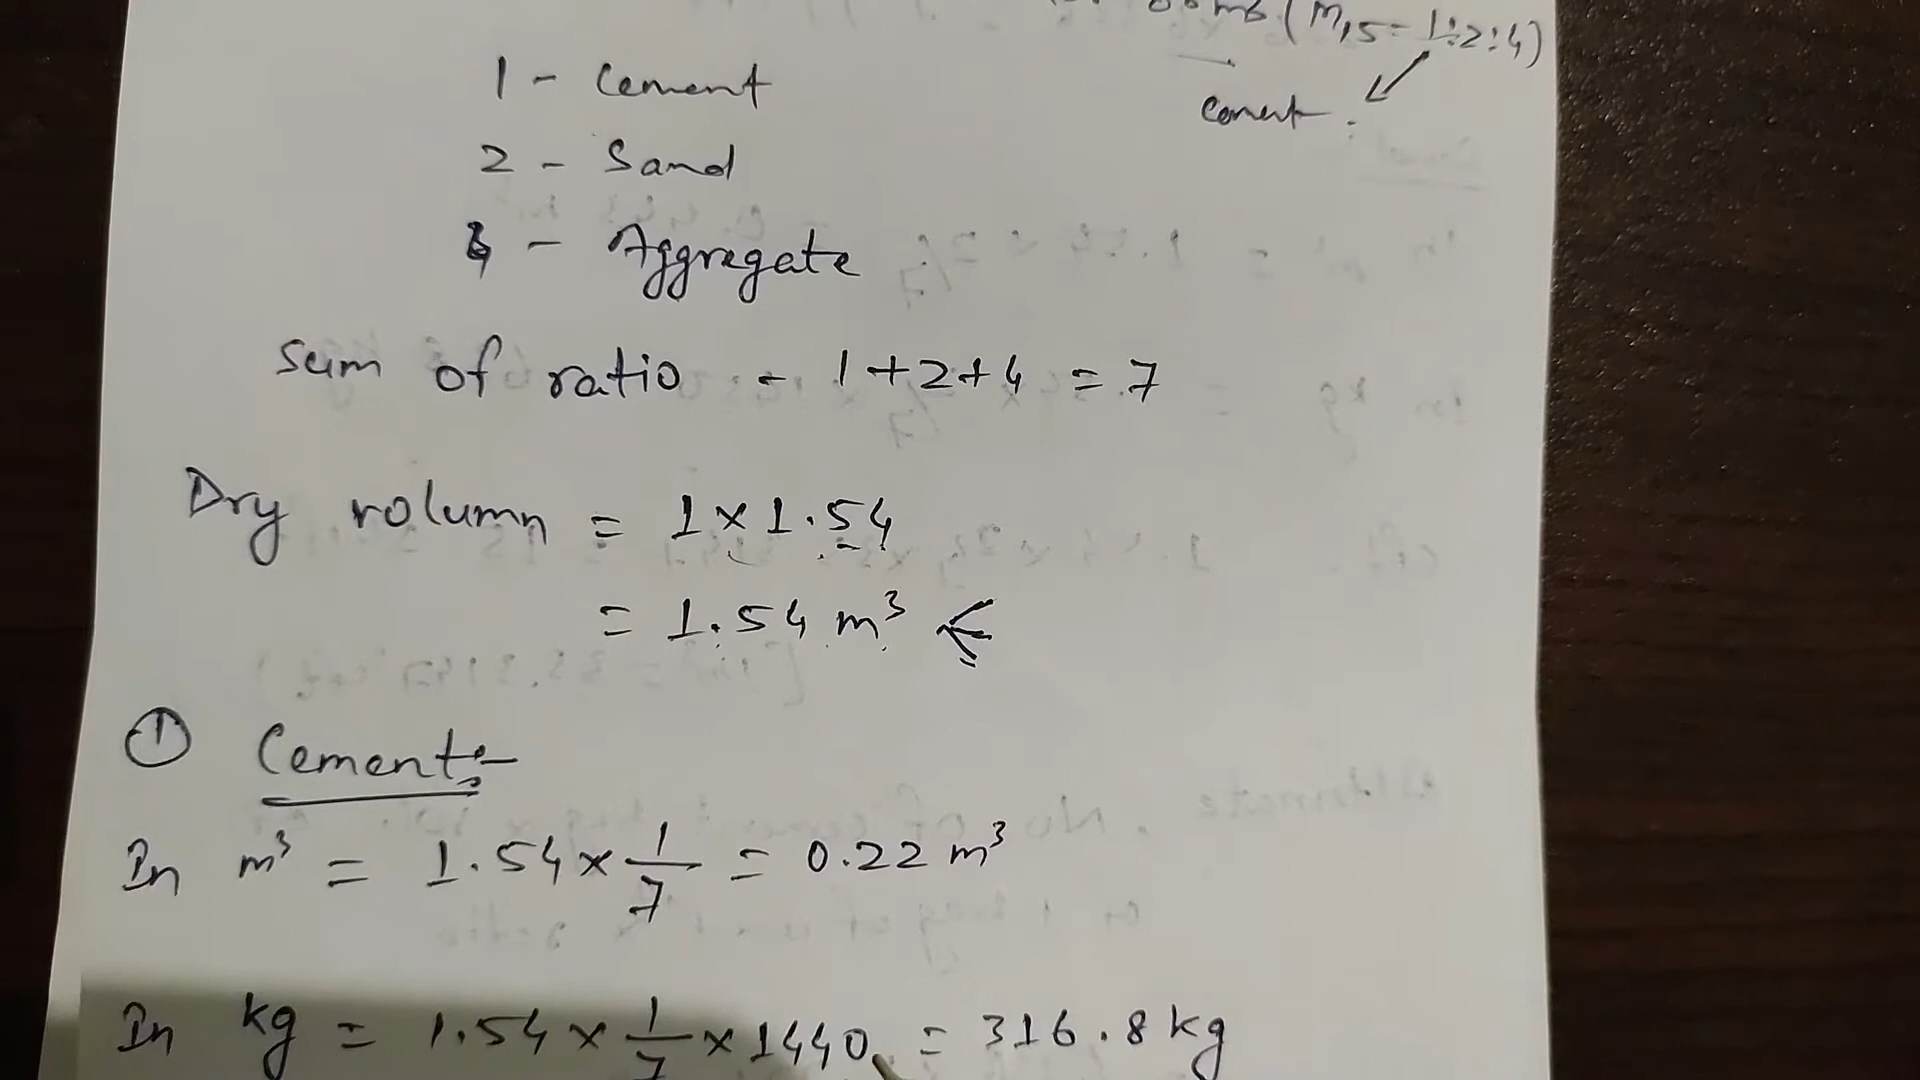 (M15 = 1:2:4)
Cement
1 - Cement
2 - Sand
4 - Aggregate
Sum of ratio - 1+2+4 = 7
Dry volumn = 1 x 1.54
= 1.54 m³
① Cement:-
In m³ = 1.54 x 1/7 = 0.22 m³
In kg = 1.54 x 1/7 x 1440 = 316.8 kg